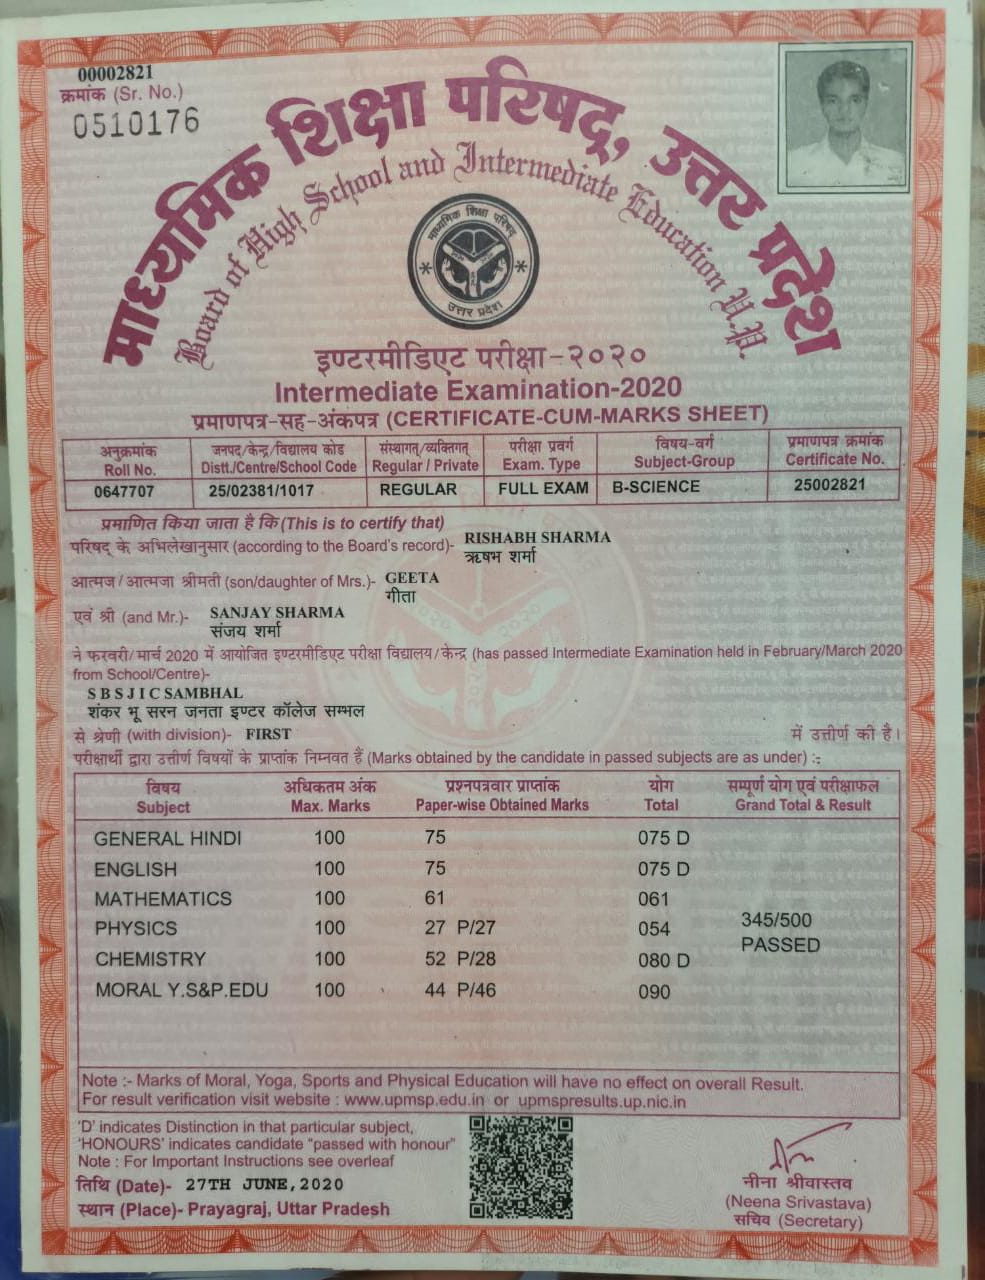 00002821
क्रमांक (Sr. No.)
0510176
माध्यमिक शिक्षा परिषद्, उत्तर प्रदेश
Board of High School and Intermediate Education U.P.
माध्यमिक शिक्षा परिषद्
उत्तर प्रदेश
इण्टरमीडिएट परीक्षा-२०२०
Intermediate Examination-2020
प्रमाणपत्र-सह-अंकपत्र (CERTIFICATE-CUM-MARKS SHEET)
अनुक्रमांक जनपद/केन्द्र/विद्यालय कोड संस्थागत्/व्यक्तिगत् परीक्षा प्रवर्ग विषय-वर्ग प्रमाणपत्र क्रमांक
Roll No. Distt./Centre/School Code Regular / Private Exam. Type Subject-Group Certificate No.
0647707 25/02381/1017 REGULAR FULL EXAM B-SCIENCE 25002821
प्रमाणित किया जाता है कि (This is to certify that)
परिषद् के अभिलेखानुसार (according to the Board's record)- RISHABH SHARMA
ऋषभ शर्मा
आत्मज/आत्मजा श्रीमती (son/daughter of Mrs.)- GEETA
गीता
एवं श्री (and Mr.)- SANJAY SHARMA
संजय शर्मा
ने फरवरी/मार्च 2020 में आयोजित इण्टरमीडिएट परीक्षा विद्यालय/केन्द्र (has passed Intermediate Examination held in February/March 2020
from School/Centre)-
S B S J I C SAMBHAL
शंकर भू सरन जनता इण्टर कॉलेज सम्भल
से श्रेणी (with division)- FIRST में उत्तीर्ण की है।
परीक्षार्थी द्वारा उत्तीर्ण विषयों के प्राप्तांक निम्नवत हैं (Marks obtained by the candidate in passed subjects are as under) :-
विषय अधिकतम अंक प्रश्नपत्रवार प्राप्तांक योग सम्पूर्ण योग एवं परीक्षाफल
Subject Max. Marks Paper-wise Obtained Marks Total Grand Total & Result
GENERAL HINDI 100 75 075 D
ENGLISH 100 75 075 D
MATHEMATICS 100 61 061
345/500
PHYSICS 100 27 P/27 054
PASSED
CHEMISTRY 100 52 P/28 080 D
MORAL Y.S&P.EDU 100 44 P/46 090
Note :- Marks of Moral, Yoga, Sports and Physical Education will have no effect on overall Result.
For result verification visit website : www.upmsp.edu.in or upmspresults.up.nic.in
'D' indicates Distinction in that particular subject,
'HONOURS' indicates candidate "passed with honour"
Note : For Important Instructions see overleaf
तिथि (Date)- 27TH JUNE,2020
स्थान (Place)- Prayagraj, Uttar Pradesh
नीना श्रीवास्तव
(Neena Srivastava)
सचिव (Secretary)